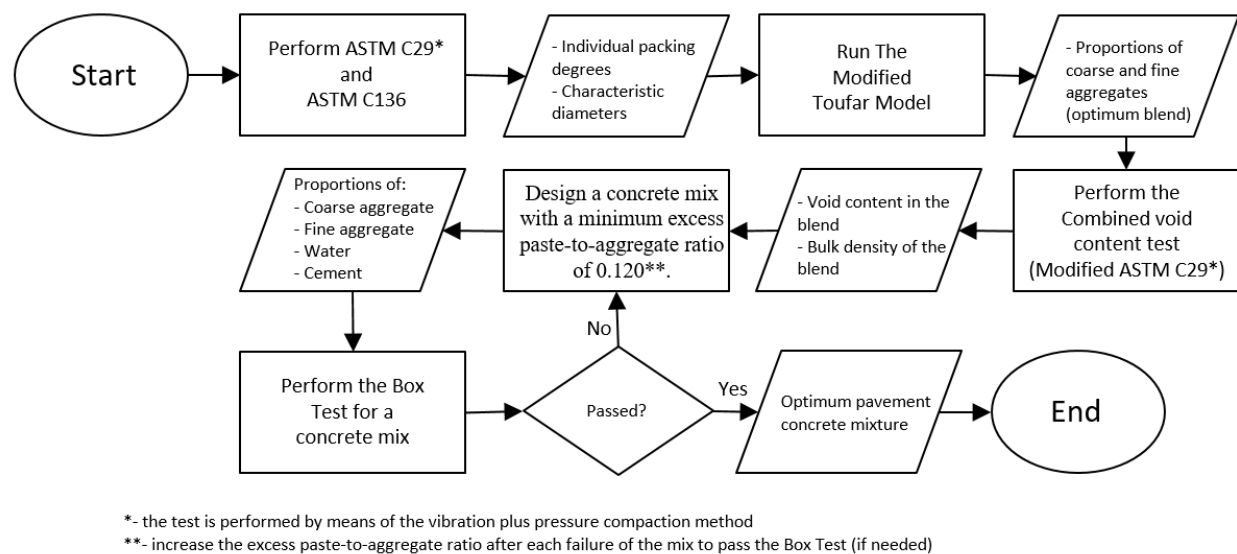 Start
Perform ASTM C29*
and
ASTM C136
- Individual packing
degrees
- Characteristic
diameters
Run The
Modified
Toufar Model
- Proportions of
coarse and fine
aggregates
(optimum blend)
Perform the
Combined void
content test
(Modified ASTM C29*)
- Void content in the
blend
- Bulk density of the
blend
Design a concrete mix
with a minimum excess
paste-to-aggregate ratio
of 0.120**.
Proportions of:
- Coarse aggregate
- Fine aggregate
- Water
- Cement
Perform the Box
Test for a
concrete mix
Passed?
No
Yes
Optimum pavement
concrete mixture
End
*- the test is performed by means of the vibration plus pressure compaction method
**- increase the excess paste-to-aggregate ratio after each failure of the mix to pass the Box Test (if needed)